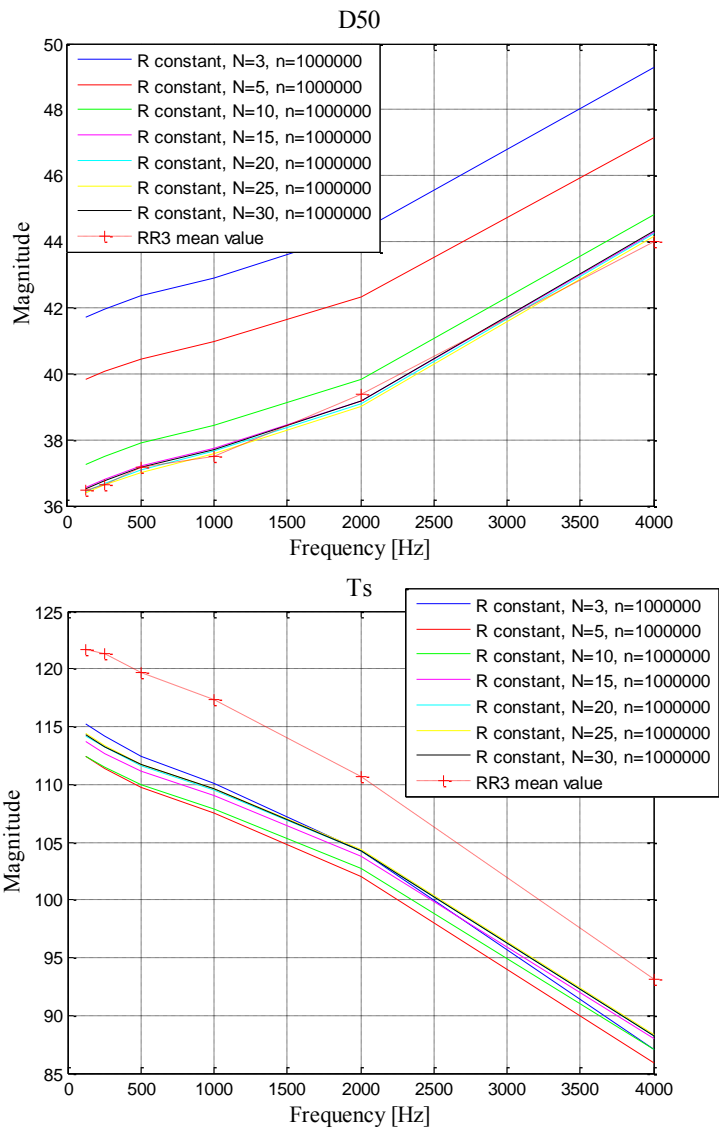 D50
50
48
46
44
42
40
38
36
Magnitude
R constant, N=3, n=1000000
R constant, N=5, n=1000000
R constant, N=10, n=1000000
R constant, N=15, n=1000000
R constant, N=20, n=1000000
R constant, N=25, n=1000000
R constant, N=30, n=1000000
RR3 mean value
0 500 1000 1500 2000 2500 3000 3500 4000
Frequency [Hz]
Ts
125
120
115
110
105
100
95
90
85
Magnitude
R constant, N=3, n=1000000
R constant, N=5, n=1000000
R constant, N=10, n=1000000
R constant, N=15, n=1000000
R constant, N=20, n=1000000
R constant, N=25, n=1000000
R constant, N=30, n=1000000
RR3 mean value
0 500 1000 1500 2000 2500 3000 3500 4000
Frequency [Hz]